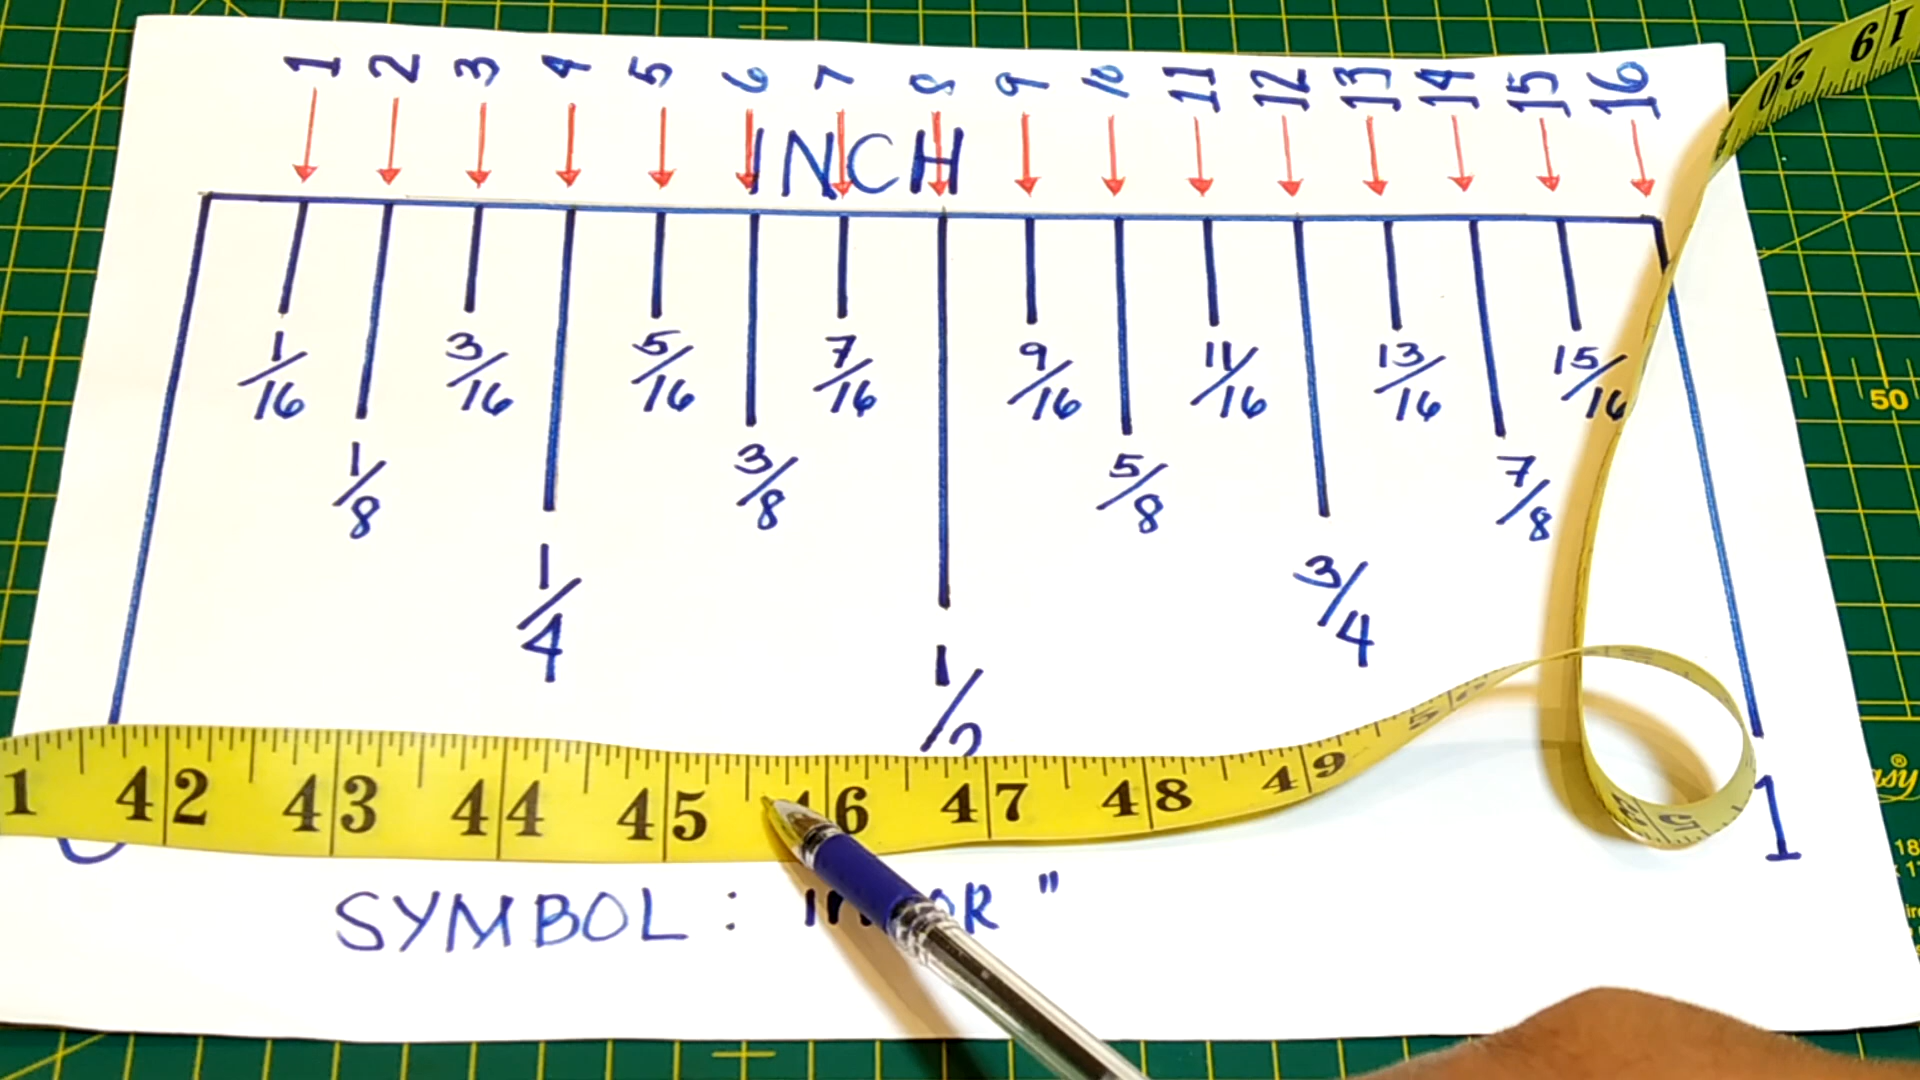 1 2 3 4 5 6 7 8 9 10 11 12 13 14 15 16
INCH
1/16 3/16 5/16 7/16 9/16 11/16 13/16 15/16
1/8 3/8 5/8 7/8
1/4 3/4
1/2
1
42 43 44 45 46 47 48 49
SYMBOL: OR "
20 19
50